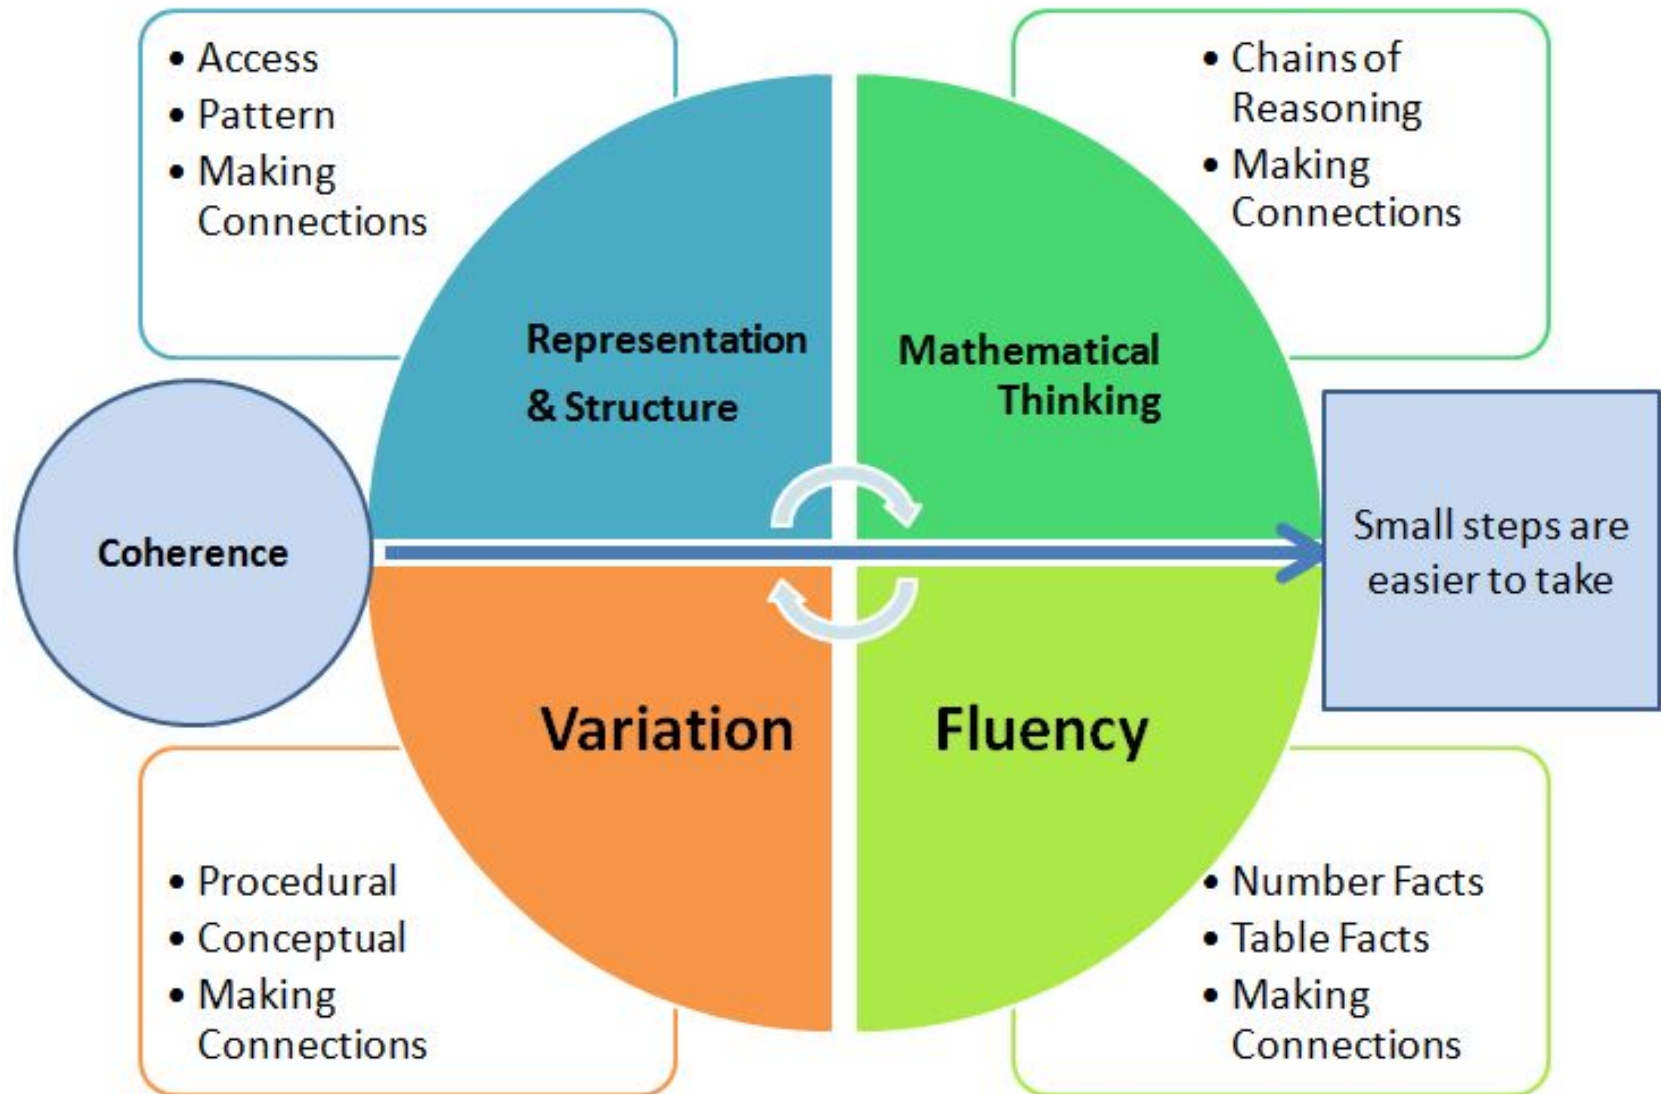 • Access
• Pattern
• Making
Connections
• Chains of
Reasoning
• Making
Connections
Representation
& Structure
Mathematical
Thinking
Coherence
Small steps are
easier to take
Variation
Fluency
• Procedural
• Conceptual
• Making
Connections
• Number Facts
• Table Facts
• Making
Connections